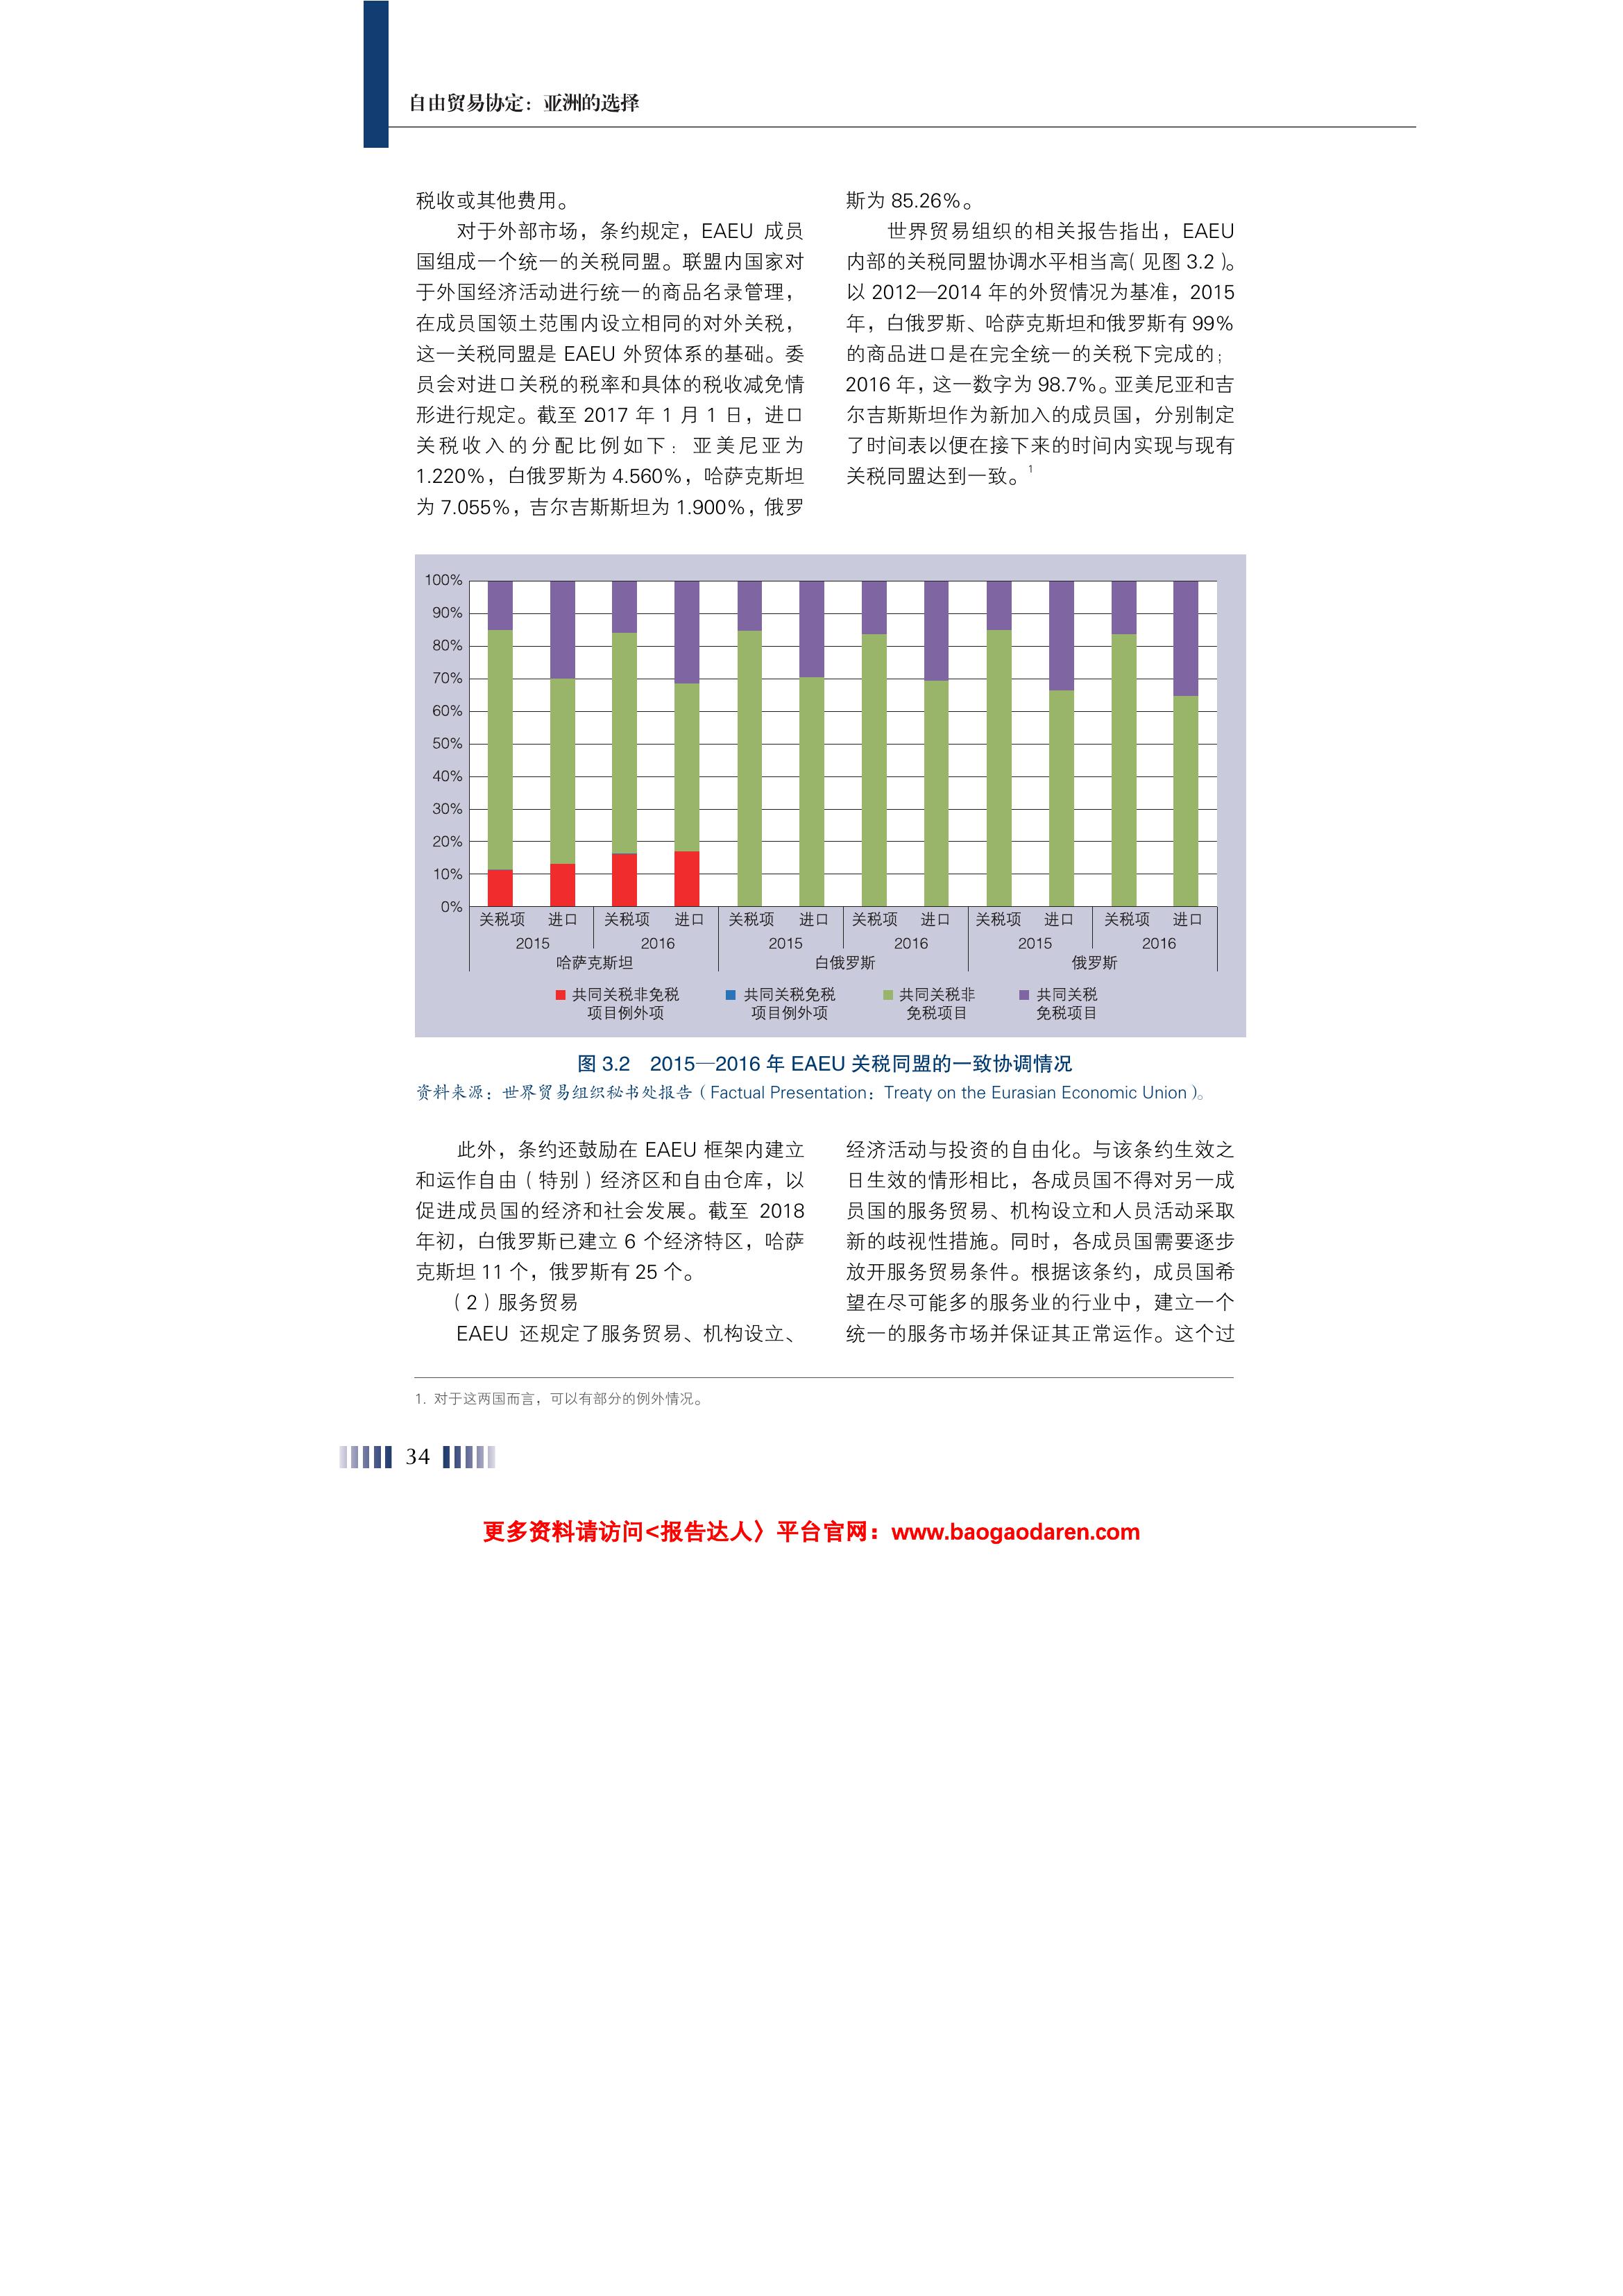 自由贸易协定：亚洲的选择
税收或其他费用。
对于外部市场，条约规定，EAEU 成员
国组成一个统一的关税同盟。联盟内国家对
于外国经济活动进行统一的商品名录管理，
在成员国领土范围内设立相同的对外关税，
这一关税同盟是 EAEU 外贸体系的基础。委
员会对进口关税的税率和具体的税收减免情
形进行规定。截至 2017 年 1 月 1 日，进口
关税收入的分配比例如下：亚美尼亚为
1.220%，白俄罗斯为 4.560%，哈萨克斯坦
为 7.055%，吉尔吉斯斯坦为 1.900%，俄罗
斯为 85.26%。
世界贸易组织的相关报告指出，EAEU
内部的关税同盟协调水平相当高（见图 3.2）。
以 2012—2014 年的外贸情况为基准，2015
年，白俄罗斯、哈萨克斯坦和俄罗斯有 99%
的商品进口是在完全统一的关税下完成的；
2016 年，这一数字为 98.7%。亚美尼亚和吉
尔吉斯斯坦作为新加入的成员国，分别制定
了时间表以便在接下来的时间内实现与现有
关税同盟达到一致。1
100%
90%
80%
70%
60%
50%
40%
30%
20%
10%
0%
关税项 进口 关税项 进口 关税项 进口 关税项 进口 关税项 进口 关税项 进口
2015 2016 2015 2016 2015 2016
哈萨克斯坦 白俄罗斯 俄罗斯
共同关税非免税 共同关税免税 共同关税非 共同关税
项目例外项 项目例外项 免税项目 免税项目
图 3.2 2015—2016 年 EAEU 关税同盟的一致协调情况
资料来源：世界贸易组织秘书处报告（Factual Presentation：Treaty on the Eurasian Economic Union）。
此外，条约还鼓励在 EAEU 框架内建立
和运作自由（特别）经济区和自由仓库，以
促进成员国的经济和社会发展。截至 2018
年初，白俄罗斯已建立 6 个经济特区，哈萨
克斯坦 11 个，俄罗斯有 25 个。
（2）服务贸易
EAEU 还规定了服务贸易、机构设立、
经济活动与投资的自由化。与该条约生效之
日生效的情形相比，各成员国不得对另一成
员国的服务贸易、机构设立和人员活动采取
新的歧视性措施。同时，各成员国需要逐步
放开服务贸易条件。根据该条约，成员国希
望在尽可能多的服务业的行业中，建立一个
统一的服务市场并保证其正常运作。这个过
1. 对于这两国而言，可以有部分的例外情况。
34
更多资料请访问<报告达人〉平台官网：www.baogaodaren.com